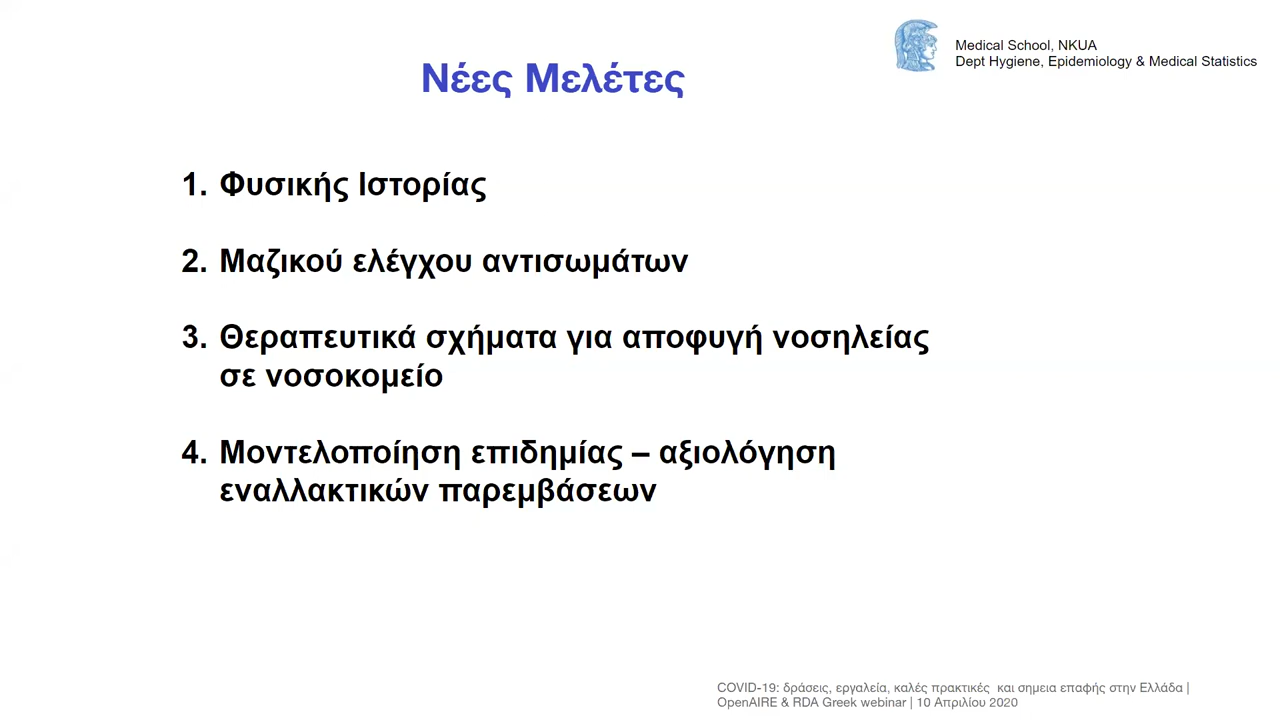 Medical School, NKUA
Dept Hygiene, Epidemiology & Medical Statistics
Νέες Μελέτες
1. Φυσικής Ιστορίας
2. Μαζικού ελέγχου αντισωμάτων
3. Θεραπευτικά σχήματα για αποφυγή νοσηλείας
σε νοσοκομείο
4. Μοντελοποίηση επιδημίας – αξιολόγηση
εναλλακτικών παρεμβάσεων
COVID-19: δράσεις, εργαλεία, καλές πρακτικές και σημεια επαφής στην Ελλάδα |
OpenAIRE & RDA Greek webinar | 10 Απριλίου 2020